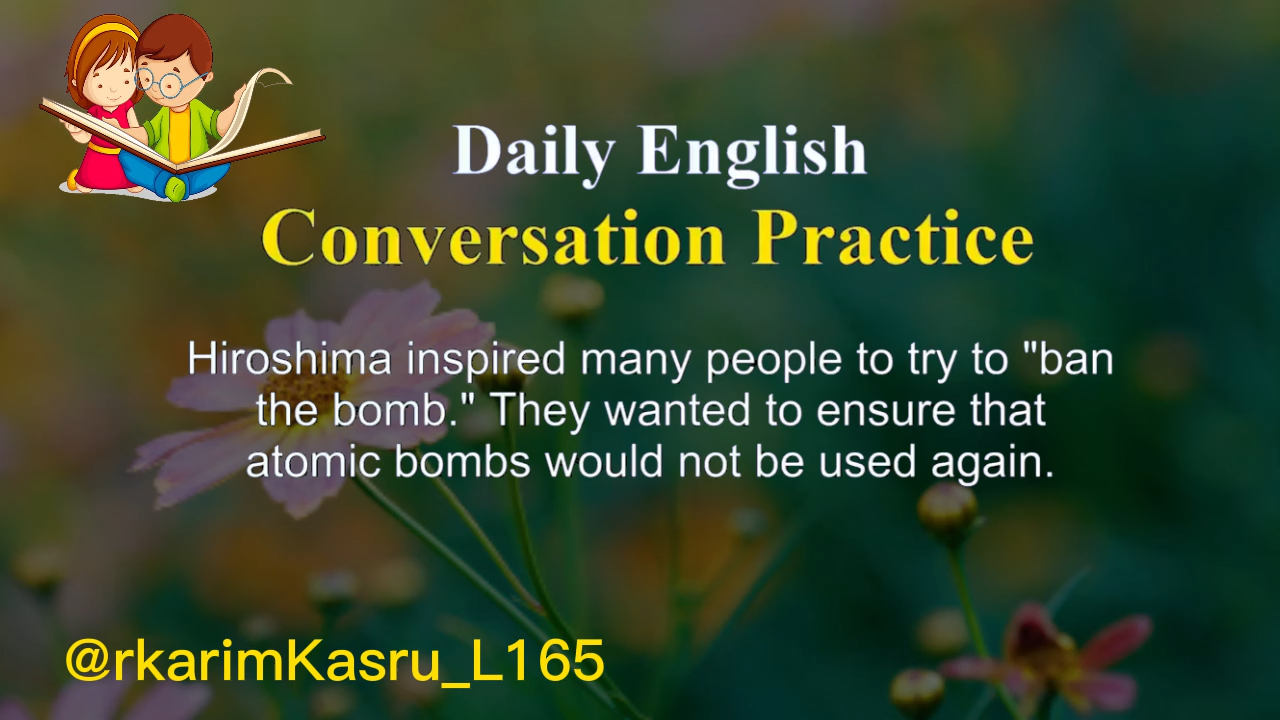 Daily English
Conversation Practice
Hiroshima inspired many people to try to "ban
the bomb." They wanted to ensure that
atomic bombs would not be used again.
@rkarimKasru_L165